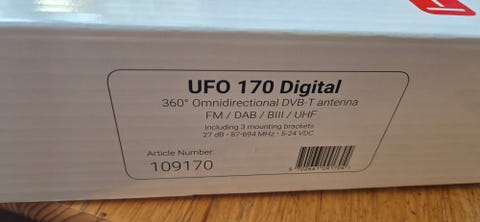 UFO 170 Digital
360° Omnidirectional DVB-T antenna
FM / DAB / BIII / UHF
Including 3 mounting brackets
27 dB - 87-694 MHz - 5-24 VDC
Article Number:
109170